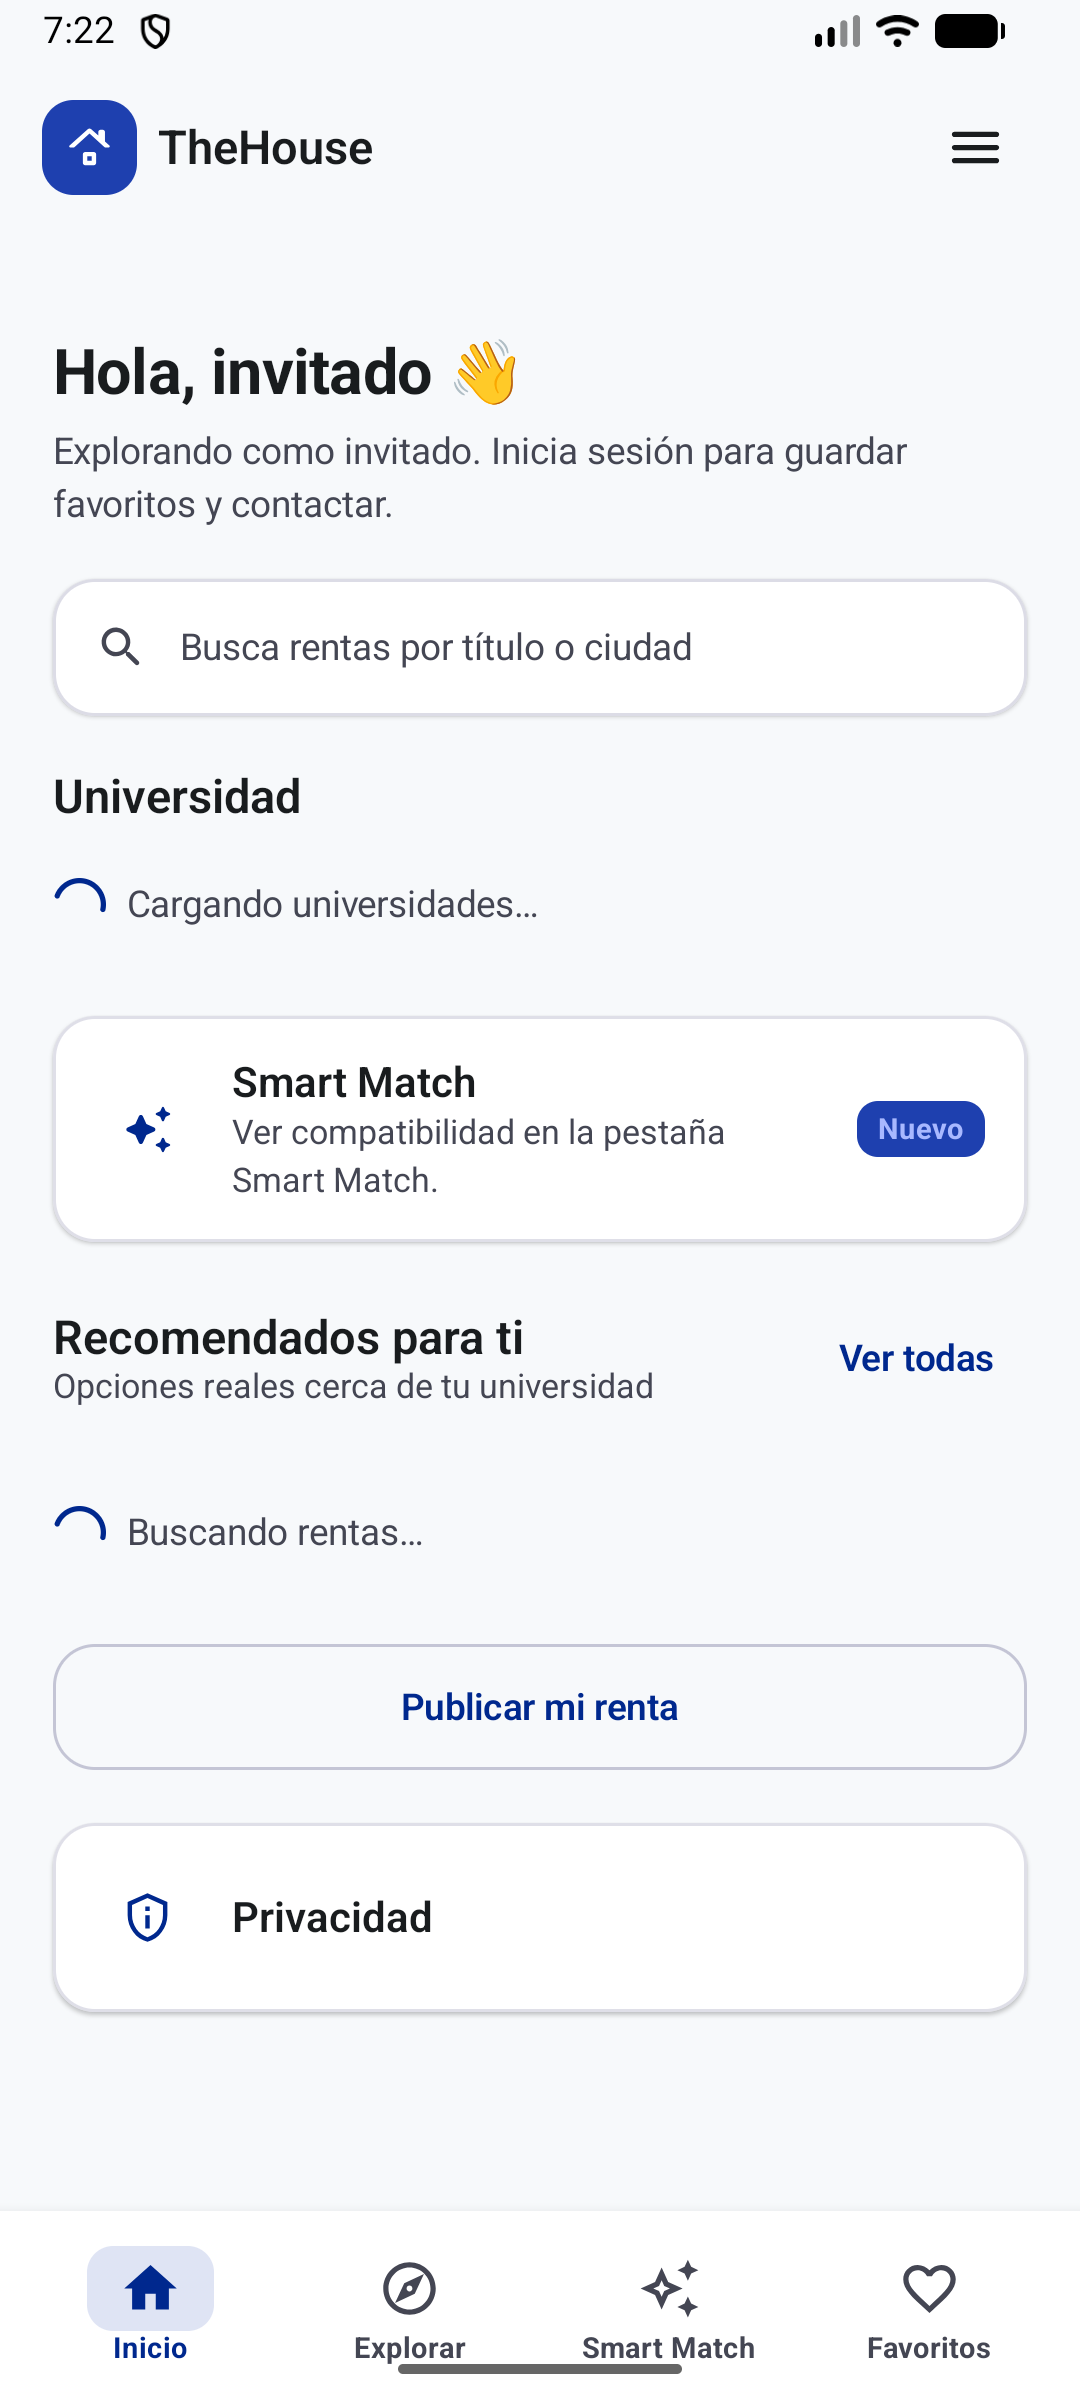 7:22
TheHouse
Hola, invitado 👋
Explorando como invitado. Inicia sesión para guardar
favoritos y contactar.
Busca rentas por título o ciudad
Universidad
Cargando universidades...
Smart Match
Ver compatibilidad en la pestaña
Smart Match.
Nuevo
Recomendados para ti
Opciones reales cerca de tu universidad
Ver todas
Buscando rentas...
Publicar mi renta
Privacidad
Inicio
Explorar
Smart Match
Favoritos